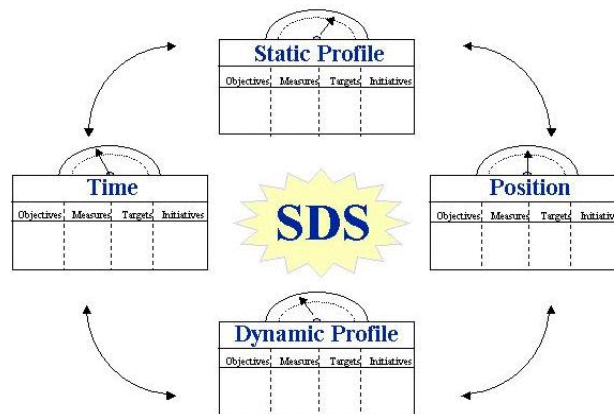 Static Profile
Objectives Measures Targets Initiatives
Time
Objectives Measures Targets Initiatives
SDS
Position
Objectives Measures Targets Initiative
Dynamic Profile
Objectives Measures Targets Initiatives